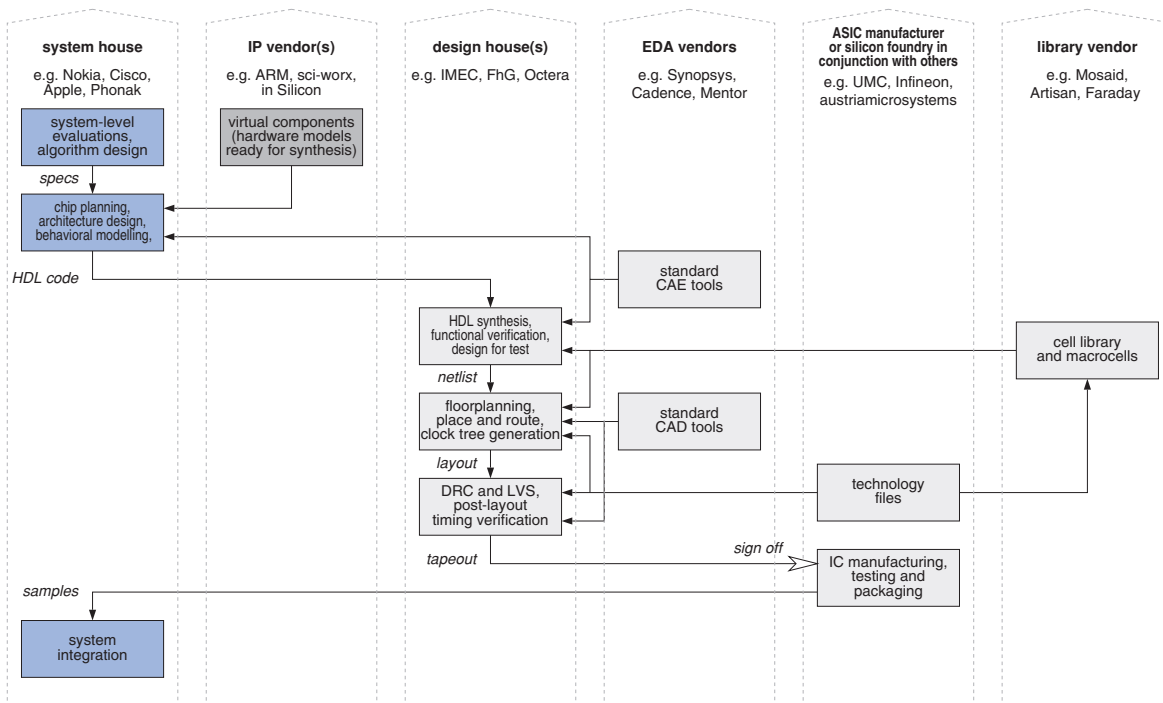 system house
e.g. Nokia, Cisco,
Apple, Phonak
IP vendor(s)
e.g. ARM, sci-worx,
in Silicon
design house(s)
e.g. IMEC, FhG, Octera
EDA vendors
e.g. Synopsys,
Cadence, Mentor
ASIC manufacturer
or silicon foundry in
conjunction with others
e.g. UMC, Infineon,
austriamicrosystems
library vendor
e.g. Mosaid,
Artisan, Faraday
system-level
evaluations,
algorithm design
virtual components
(hardware models
ready for synthesis)
specs
chip planning,
architecture design,
behavioral modelling,
HDL code
standard
CAE tools
HDL synthesis,
functional verification,
design for test
cell library
and macrocells
netlist
floorplanning,
place and route,
clock tree generation
standard
CAD tools
layout
DRC and LVS,
post-layout
timing verification
technology
files
tapeout
sign off
IC manufacturing,
testing and
packaging
samples
system
integration